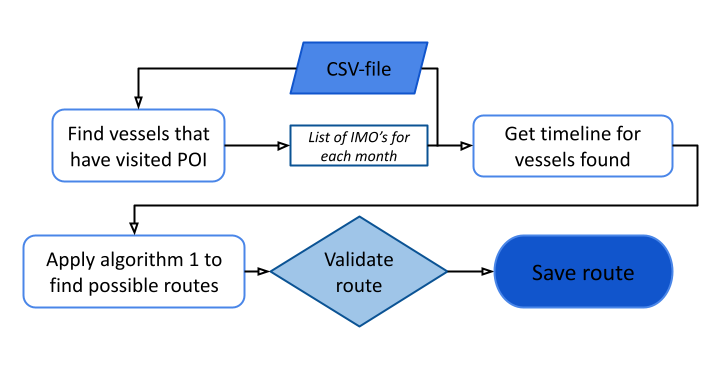 CSV-file
Find vessels that
have visited POI
List of IMO's for
each month
Get timeline for
vessels found
Apply algorithm 1 to
find possible routes
Validate
route
Save route